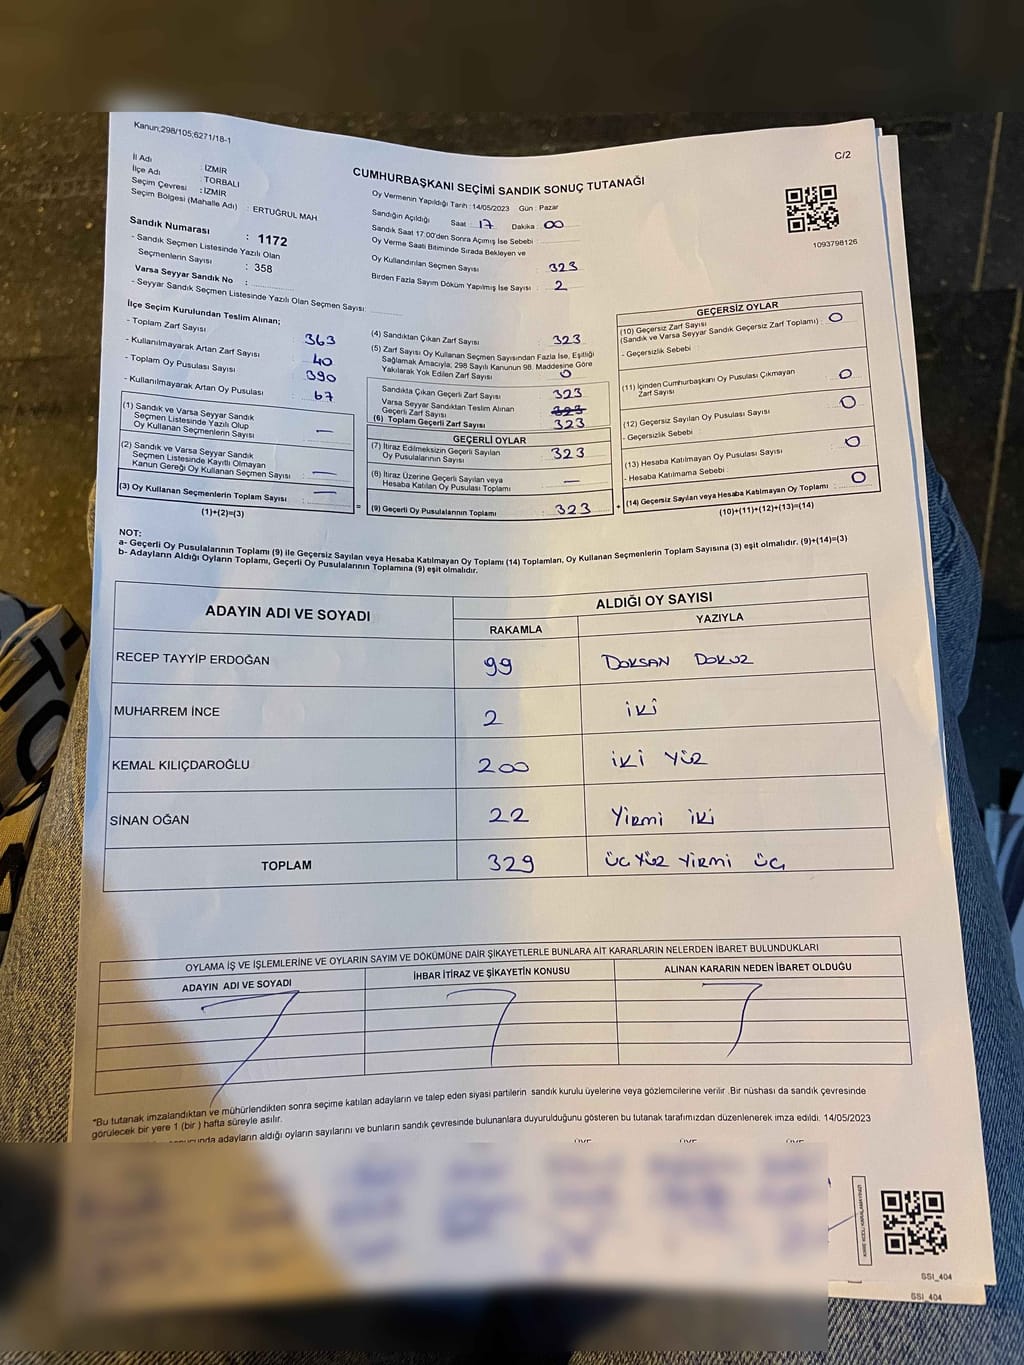 Kanun;298/105;6271/18-1
C/2
İl Adı : İZMİR
İlçe Adı : TORBALI
Seçim Çevresi : İZMİR
Seçim Bölgesi (Mahalle Adı) : ERTUĞRUL MAH
Sandık Numarası : 1172
- Sandık Seçmen Listesinde Yazılı Olan
Seçmenlerin Sayısı : 358
Varsa Seyyar Sandık No :
- Seyyar Sandık Seçmen Listesinde Yazılı Olan Seçmen Sayısı :
CUMHURBAŞKANI SEÇİMİ SANDIK SONUÇ TUTANAĞI
Oy Vermenin Yapıldığı Tarih : 14/05/2023 Gün : Pazar
Sandığın Açıldığı Saat : 17 Dakika : 00
Sandık Saat 17:00'den Sonra Açımış İse Sebebi :
Oy Verme Saati Bitiminde Sırada Bekleyen ve
Oy Kullandırılan Seçmen Sayısı : 323
Birden Fazla Sayım Döküm Yapılmış İse Sayısı : 2
1093798126
İlçe Seçim Kurulundan Teslim Alınan;
- Toplam Zarf Sayısı : 363
- Kullanılmayarak Artan Zarf Sayısı : 40
- Toplam Oy Pusulası Sayısı : 390
- Kullanılmayarak Artan Oy Pusulası : 67
(1) Sandık ve Varsa Seyyar Sandık
Seçmen Listesinde Yazılı Olup
Oy Kullanan Seçmenlerin Sayısı : —
(2) Sandık ve Varsa Seyyar Sandık
Seçmen Listesinde Kayıtlı Olmayan
Kanun Gereği Oy Kullanan Seçmen Sayısı : —
(3) Oy Kullanan Seçmenlerin Toplam Sayısı : —
(1)+(2)=(3)
=
(4) Sandıktan Çıkan Zarf Sayısı : 323
(5) Zarf Sayısı Oy Kullanan Seçmen Sayısından Fazla İse, Eşitliği
Sağlamak Amacıyla, 298 Sayılı Kanunun 98. Maddesine Göre
Yakılarak Yok Edilen Zarf Sayısı : 0
Sandıkta Çıkan Geçerli Zarf Sayısı : 323
Varsa Seyyar Sandıktan Teslim Alınan
Geçerli Zarf Sayısı : 323
(6) Toplam Geçerli Zarf Sayısı : 323
GEÇERLİ OYLAR
(7) İtiraz Edilmeksizin Geçerli Sayılan
Oy Pusulalarının Sayısı : 323
(8) İtiraz Üzerine Geçerli Sayılan veya
Hesaba Katılan Oy Pusulası Toplamı : —
(9) Geçerli Oy Pusulalarının Toplamı : 323
+
GEÇERSİZ OYLAR
(10) Geçersiz Zarf Sayısı
(Sandık ve Varsa Seyyar Sandık Geçersiz Zarf Toplamı) : 0
- Geçersizlik Sebebi :
(11) İçinden Cumhurbaşkanı Oy Pusulası Çıkmayan
Zarf Sayısı : 0
(12) Geçersiz Sayılan Oy Pusulası Sayısı : 0
- Geçersizlik Sebebi :
(13) Hesaba Katılmayan Oy Pusulası Sayısı : 0
- Hesaba Katılmama Sebebi :
(14) Geçersiz Sayılan veya Hesaba Katılmayan Oy Toplamı : 0
(10)+(11)+(12)+(13)=(14)
NOT:
a- Geçerli Oy Pusulalarının Toplamı (9) ile Geçersiz Sayılan veya Hesaba Katılmayan Oy Toplamı (14) Toplamları, Oy Kullanan Seçmenlerin Toplam Sayısına (3) eşit olmalıdır. (9)+(14)=(3)
b- Adayların Aldığı Oyların Toplamı, Geçerli Oy Pusulalarının Toplamına (9) eşit olmalıdır.
ADAYIN ADI VE SOYADI ALDIĞI OY SAYISI
RAKAMLA YAZIYLA
RECEP TAYYİP ERDOĞAN 99 DOKSAN DOKUZ
MUHARREM İNCE 2 İKİ
KEMAL KILIÇDAROĞLU 200 İKİ YÜZ
SİNAN OĞAN 22 YİRMİ İKİ
TOPLAM 329 ÜÇ YÜZ YİRMİ ÜÇ
OYLAMA İŞ VE İŞLEMLERİNE VE OYLARIN SAYIM VE DÖKÜMÜNE DAİR ŞİKAYETLERLE BUNLARA AİT KARARLARIN NELERDEN İBARET BULUNDUKLARI
ADAYIN ADI VE SOYADI İHBAR İTİRAZ VE ŞİKAYETİN KONUSU ALINAN KARARIN NEDEN İBARET OLDUĞU
*Bu tutanak imzalandıktan ve mühürlendikten sonra seçime katılan adayların ve talep eden siyasi partilerin sandık kurulu üyelerine veya gözlemcilerine verilir. Bir nüshası da sandık çevresinde
görülecek bir yere 1 (bir) hafta süreyle asılır.
adayların aldığı oyların sayılarını ve bunların sandık çevresinde bulunanlara duyurulduğunu gösteren bu tutanak tarafımızdan düzenlenerek imza edildi. 14/05/2023
KARE KODU KARALAMAYINIZ!
SSI_404
SSI_404